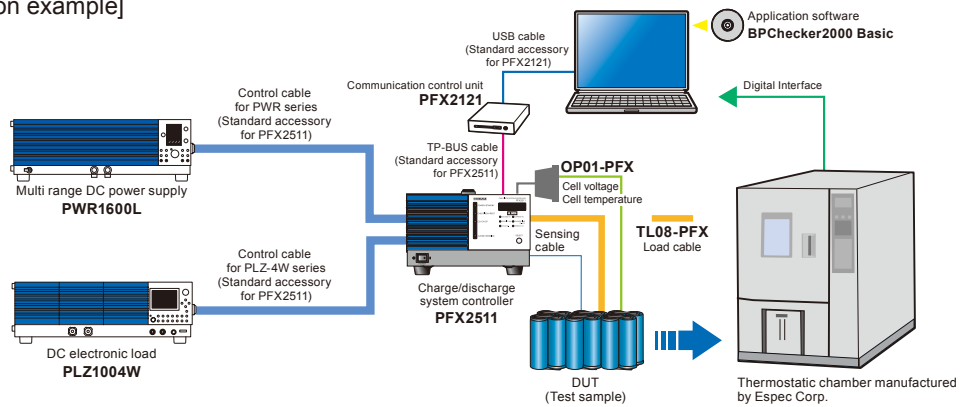 on example]
Application software
BPChecker2000 Basic
USB cable
(Standard accessory
for PFX2121)
Communication control unit
PFX2121
Digital Interface
Control cable
for PWR series
(Standard accessory
for PFX2511)
TP-BUS cable
(Standard accessory
for PFX2511)
OP01-PFX
Cell voltage
Cell temperature
Multi range DC power supply
PWR1600L
Sensing
cable
TL08-PFX
Load cable
Control cable
for PLZ-4W series
(Standard accessory
for PFX2511)
Charge/discharge
system controller
PFX2511
DC electronic load
PLZ1004W
DUT
(Test sample)
Thermostatic chamber manufactured
by Espec Corp.